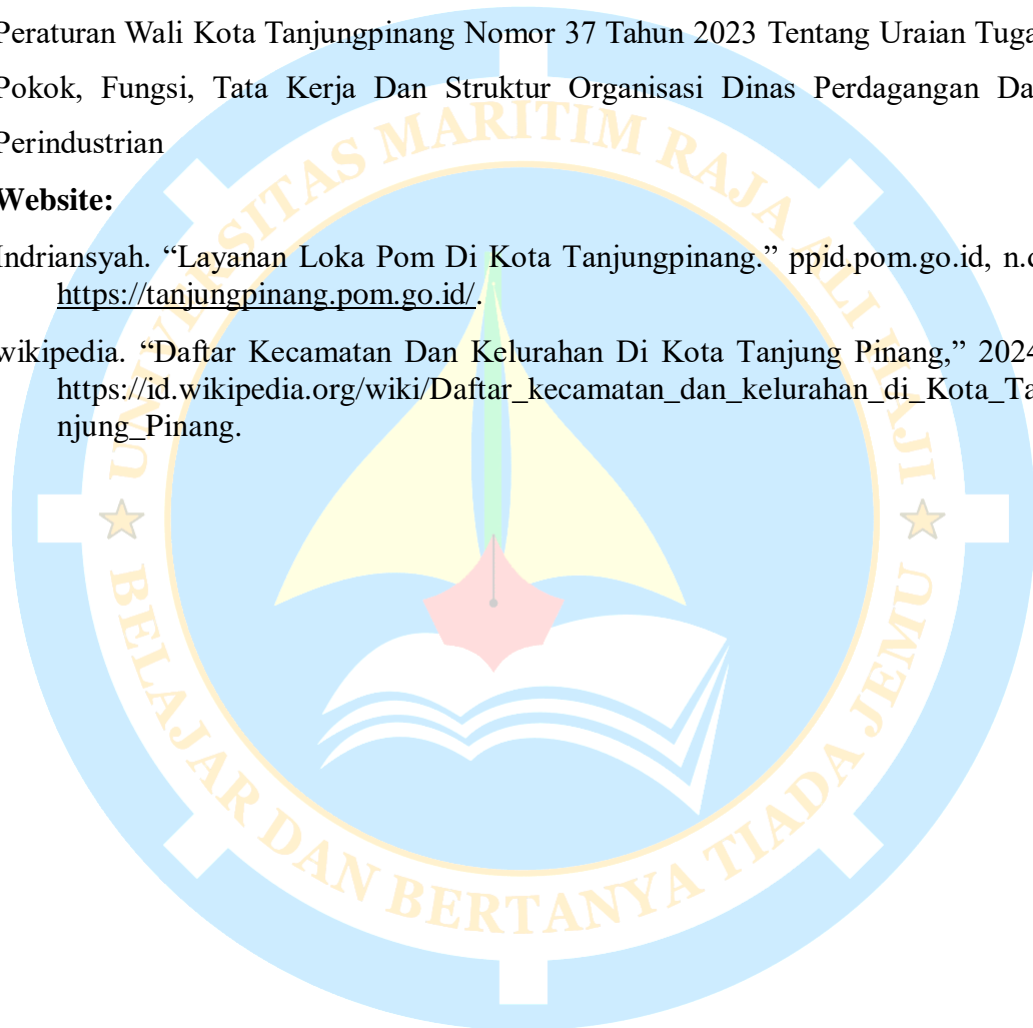 Peraturan Wali Kota Tanjungpinang Nomor 37 Tahun 2023 Tentang Uraian Tuga
Pokok, Fungsi, Tata Kerja Dan Struktur Organisasi Dinas Perdagangan Da
Perindustrian
Website:
Indriansyah. “Layanan Loka Pom Di Kota Tanjungpinang.” ppid.pom.go.id, n.d
https://tanjungpinang.pom.go.id/.
wikipedia. “Daftar Kecamatan Dan Kelurahan Di Kota Tanjung Pinang,” 2024
https://id.wikipedia.org/wiki/Daftar_kecamatan_dan_kelurahan_di_Kota_Ta
njung_Pinang.
UNIVERSITAS MARITIM RAJA ALI HAJI
BELAJAR DAN BERTANYA TIADA JEMU